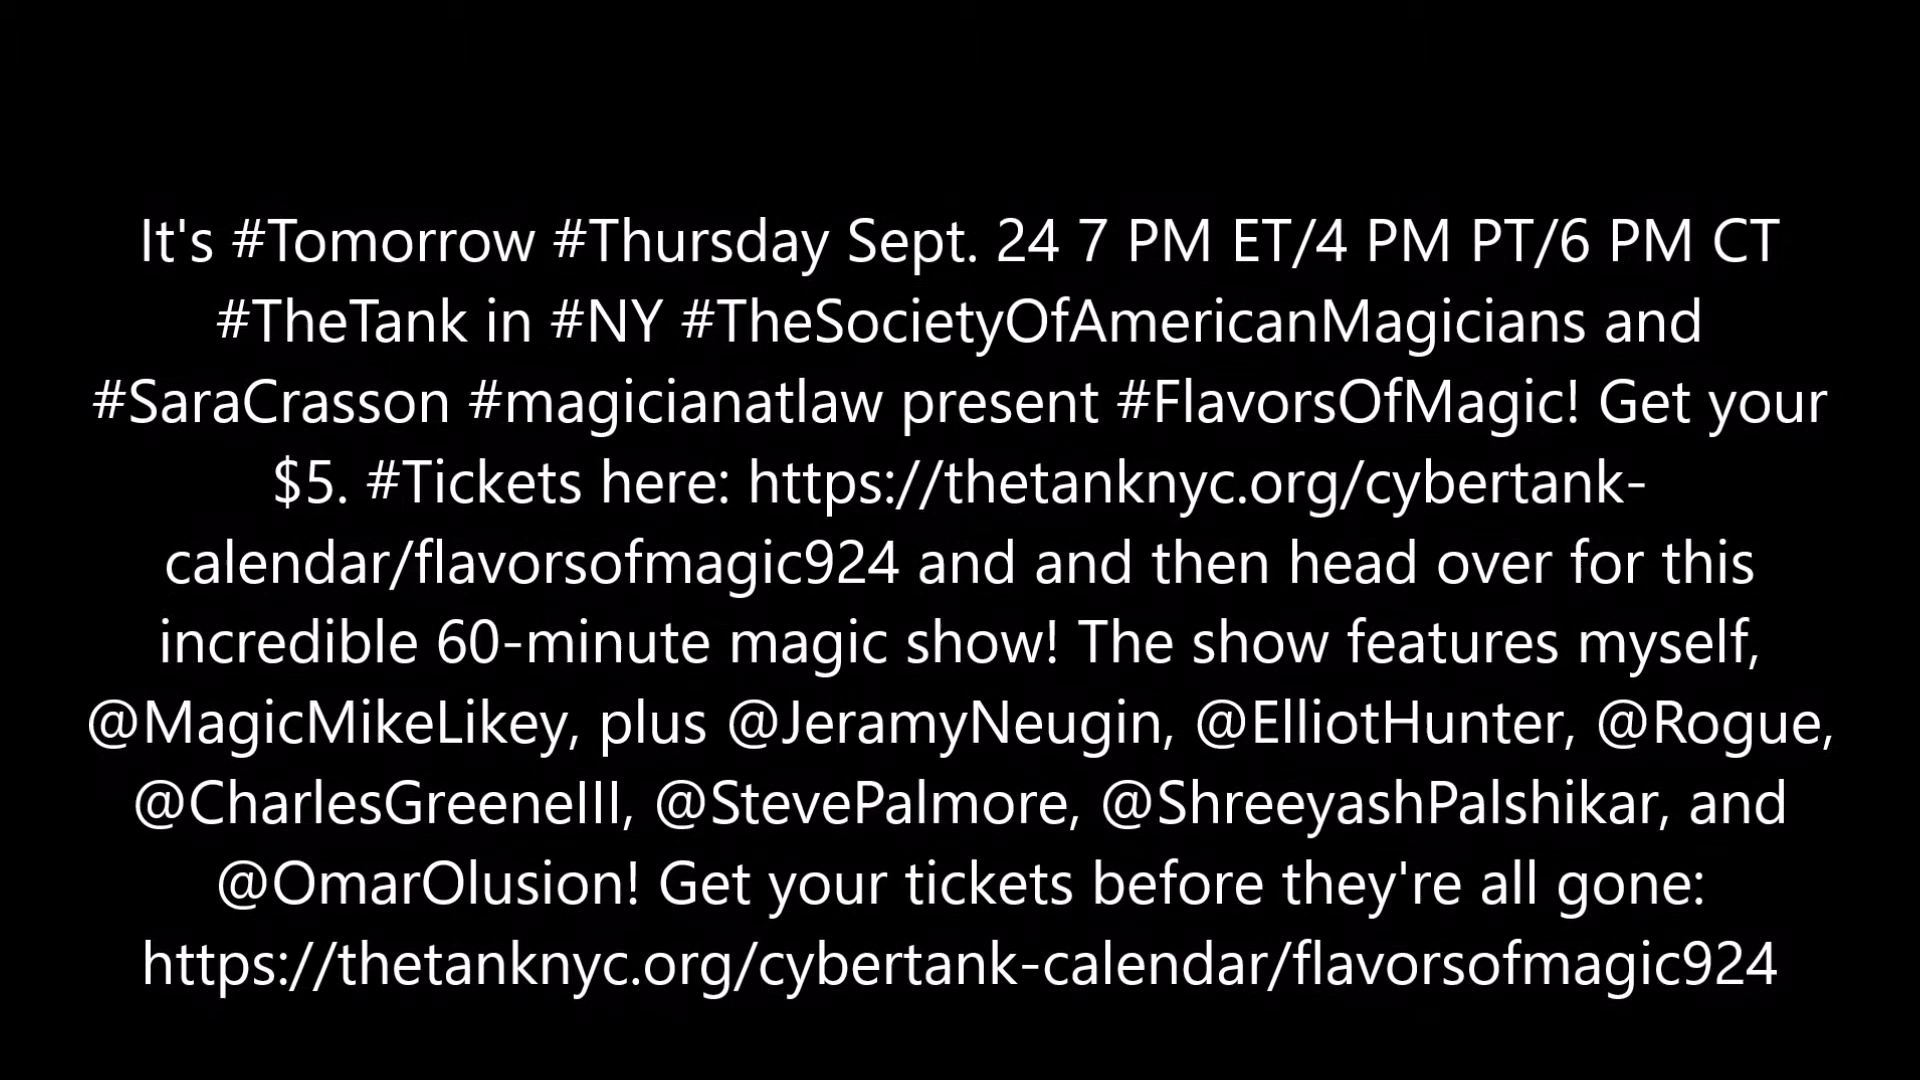 It's #Tomorrow #Thursday Sept. 24 7 PM ET/4 PM PT/6 PM CT
#TheTank in #NY #TheSocietyOfAmericanMagicians and
#SaraCrasson #magicianatlaw present #FlavorsOfMagic! Get your
$5. #Tickets here: https://thetanknyc.org/cybertank-
calendar/flavorsofmagic924 and and then head over for this
incredible 60-minute magic show! The show features myself,
@MagicMikeLikey, plus @JeramyNeugin, @ElliotHunter, @Rogue,
@CharlesGreeneIII, @StevePalmore, @ShreeyashPalshikar, and
@OmarOlusion! Get your tickets before they're all gone:
https://thetanknyc.org/cybertank-calendar/flavorsofmagic924